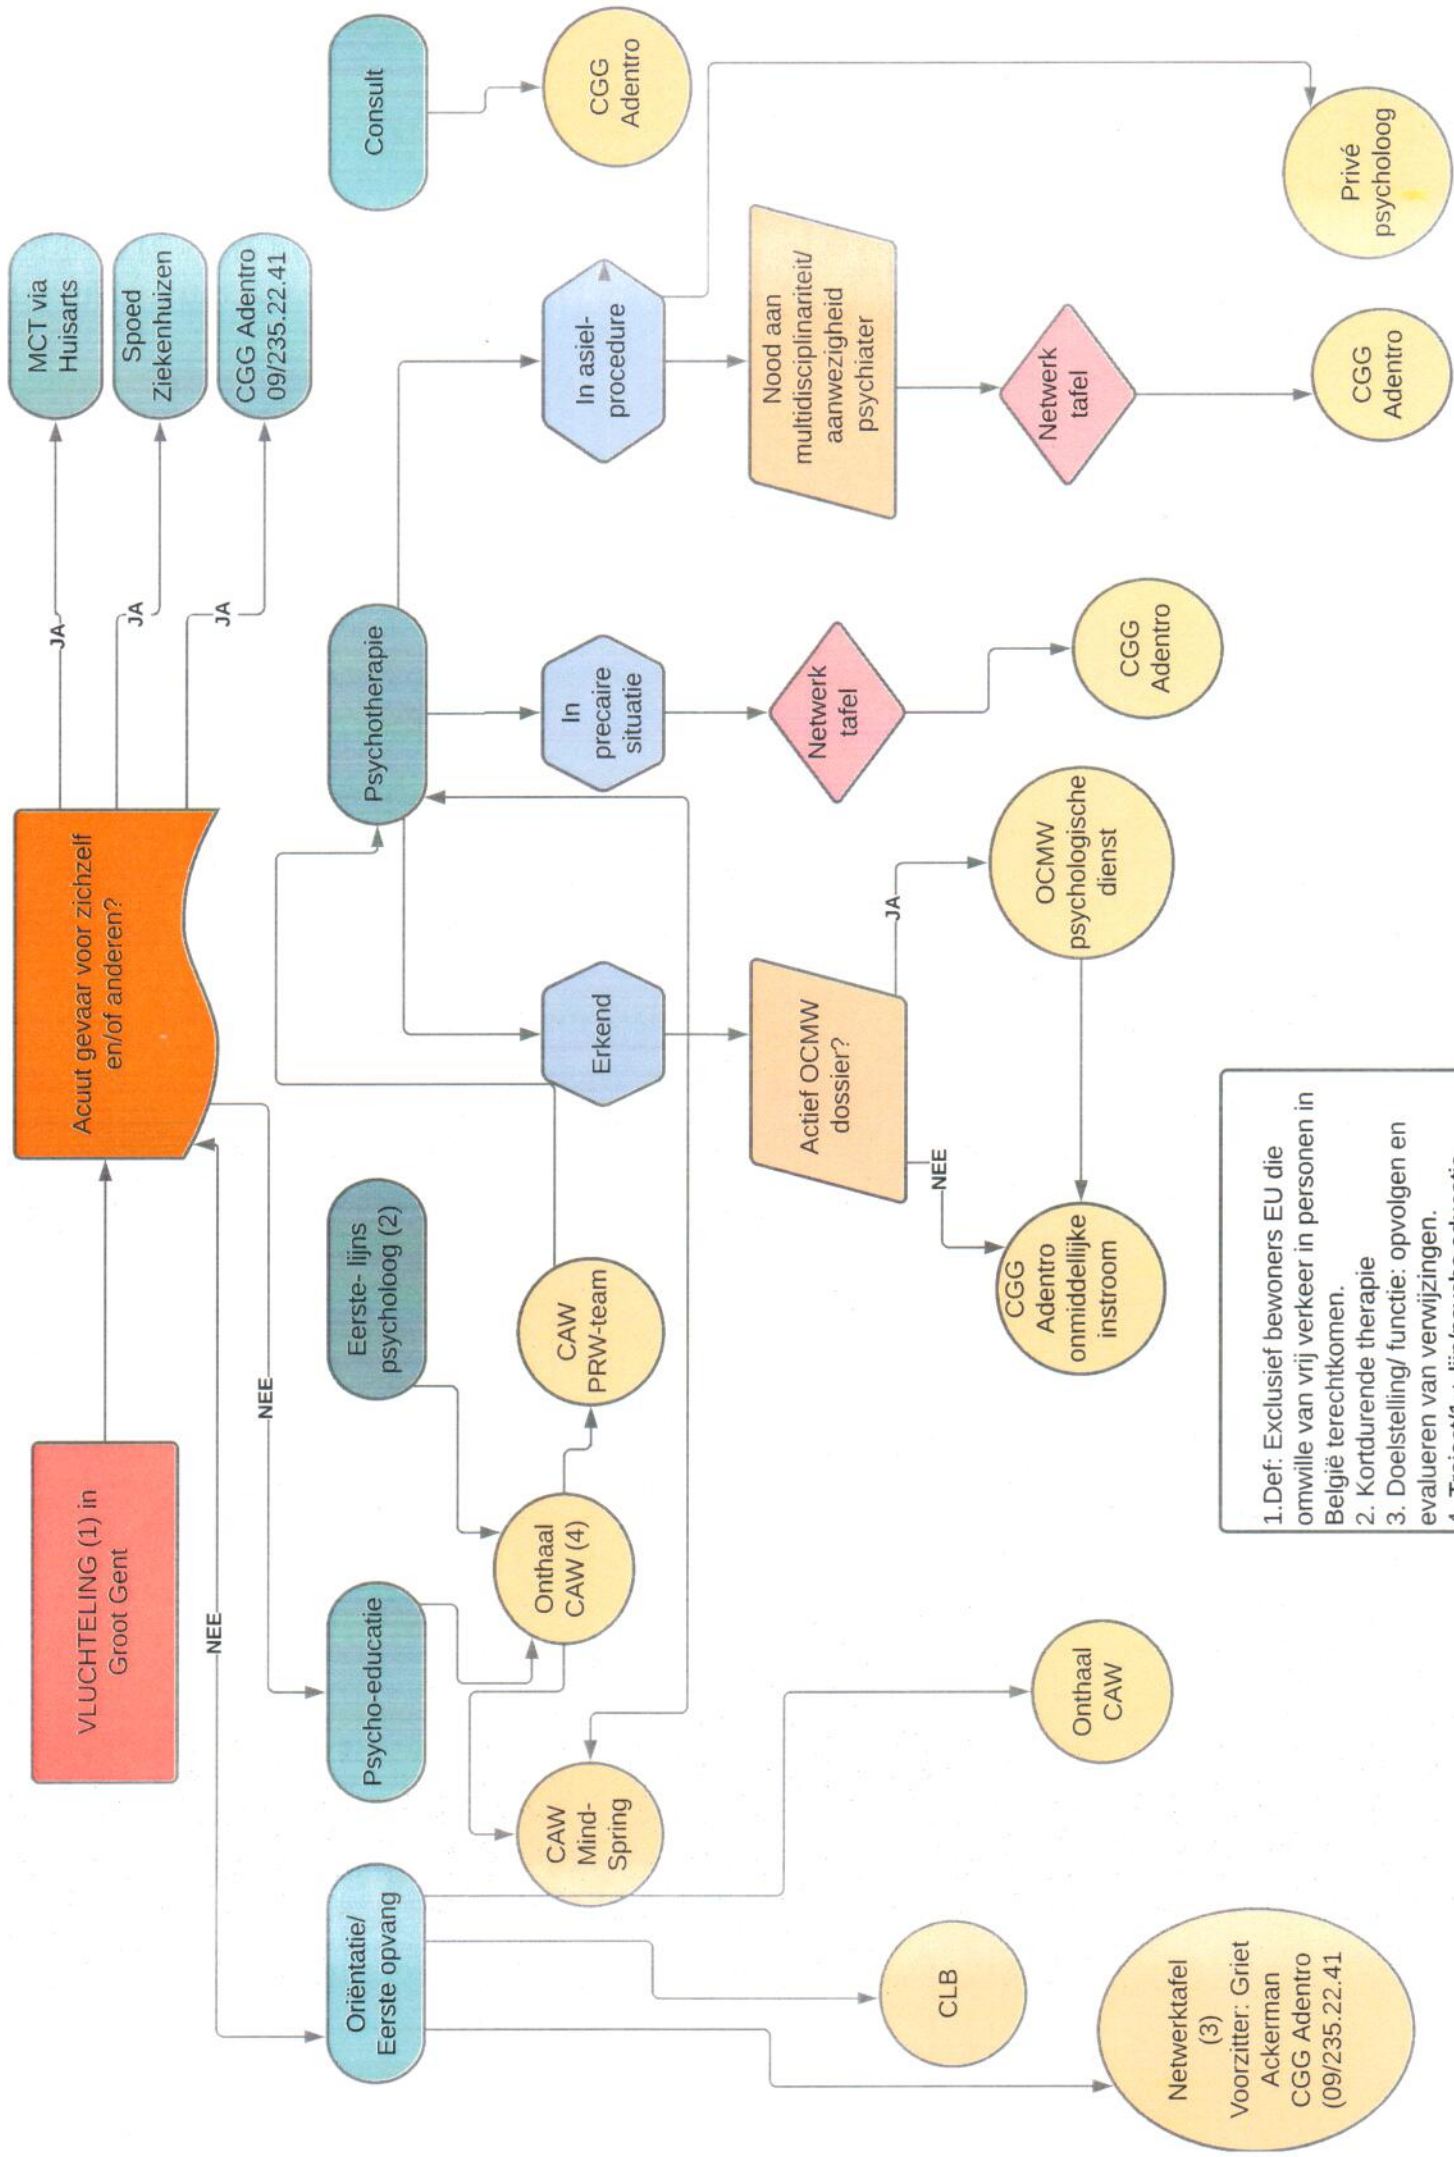 VLUCHTELING (1) in
Groot Gent
Acuut gevaar voor zichzelf
en/of anderen?
JA
JA
JA
MCT via
Huisarts
Spoed
Ziekenhuizen
CGG Adentro
09/235.22.41
NEE
NEE
Oriëntatie/
Eerste opvang
Psycho-educatie
Eerste- lijns
psycholoog (2)
Psychotherapie
Consult
CAW
Mind-
Spring
Onthaal
CAW (4)
CAW
PRW-team
Erkend
In
precaire
situatie
In asiel-
procedure
CGG
Adentro
Actief OCMW
dossier?
Netwerk
tafel
Nood aan
multidisciplinariteit/
aanwezigheid
psychiater
NEE
JA
CLB
Onthaal
CAW
CGG
Adentro
onmiddellijke
instroom
OCMW
psychologische
dienst
CGG
Adentro
Netwerk
tafel
Netwerktafel
(3)
Voorzitter: Griet
Ackerman
CGG Adentro
(09/235.22.41
CGG
Adentro
Privé
psycholoog
1.Def: Exclusief bewoners EU die
omwille van vrij verkeer in personen in
België terechtkomen.
2. Kortdurende therapie
3. Doelstelling/ functie: opvolgen en
evalueren van verwijzingen.